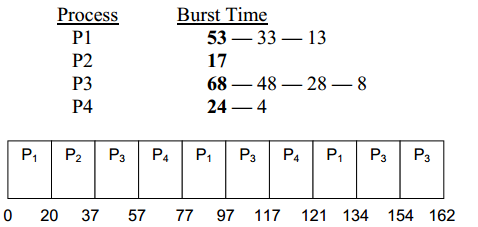 Process Burst Time
P1 53 — 33 — 13
P2 17
P3 68 — 48 — 28 — 8
P4 24 — 4
P1 P2 P3 P4 P1 P3 P4 P1 P3 P3
0 20 37 57 77 97 117 121 134 154 162